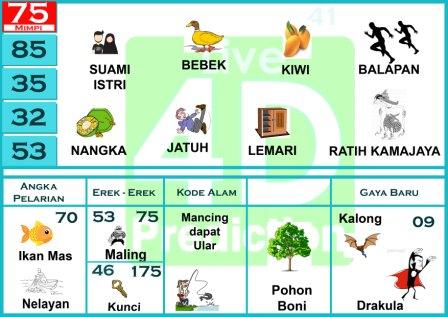 75
MIMPI
85
35
32
53
41
SUAMI
ISTRI
BEBEK
KIWI
BALAPAN
NANGKA
JATUH
LEMARI
RATIH KAMAJAYA
Live
4D
Prediction
ANGKA
PELARIAN
EREK - EREK
KODE ALAM
GAYA BARU
70
Ikan Mas
Nelayan
53 75
Maling
46 175
Kunci
Mancing
dapat
Ular
Pohon
Boni
Kalong
09
Drakula